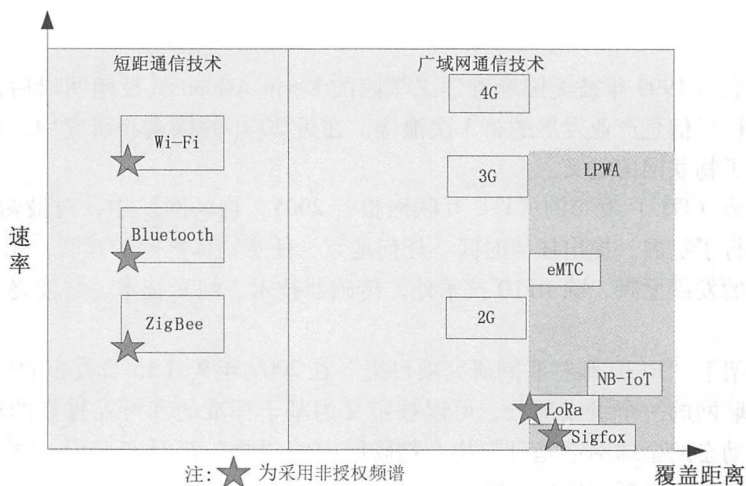 短距通信技术
广域网通信技术
4G
Wi-Fi
3G
LPWA
速率
Bluetooth
eMTC
ZigBee
2G
NB-IoT
LoRa
Sigfox
注: 为采用非授权频谱
覆盖距离